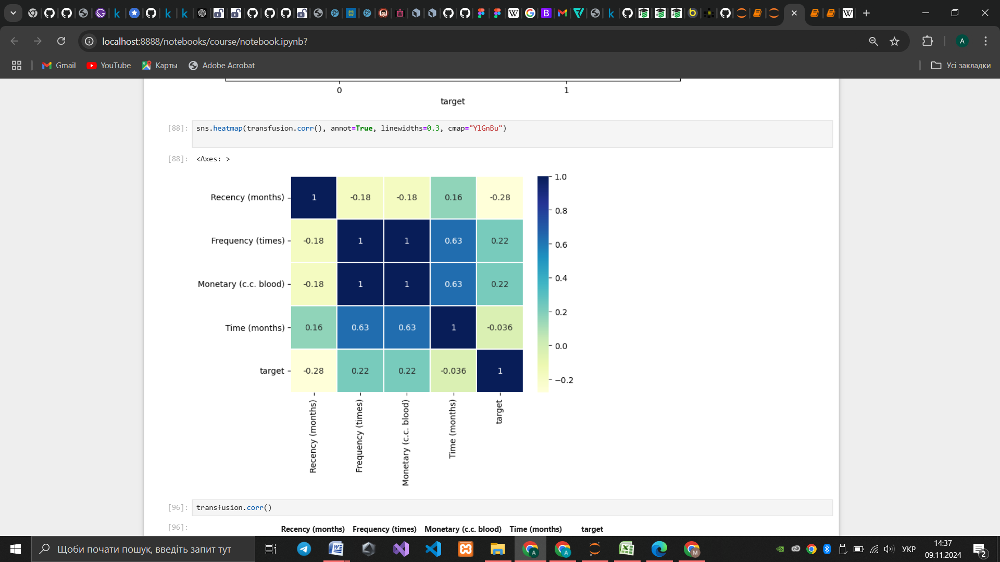 localhost:8888/notebooks/course/notebook.ipynb?
A
Gmail
YouTube
Карты
Adobe Acrobat
Усі закладки
0
1
target
[88]:
sns.heatmap(transfusion.corr(), annot=True, linewidths=0.3, cmap="YlGnBu")
[88]:
<Axes: >
Recency (months)
1
-0.18
-0.18
0.16
-0.28
Frequency (times)
-0.18
1
1
0.63
0.22
Monetary (c.c. blood)
-0.18
1
1
0.63
0.22
Time (months)
0.16
0.63
0.63
1
-0.036
target
-0.28
0.22
0.22
-0.036
1
1.0
0.8
0.6
0.4
0.2
0.0
−0.2
Recency (months)
Frequency (times)
Monetary (c.c. blood)
Time (months)
target
[96]:
transfusion.corr()
[96]:
Recency (months)
Frequency (times)
Monetary (c.c. blood)
Time (months)
target
Щоби почати пошук, введіть запит тут
УКР
14:37
09.11.2024
2